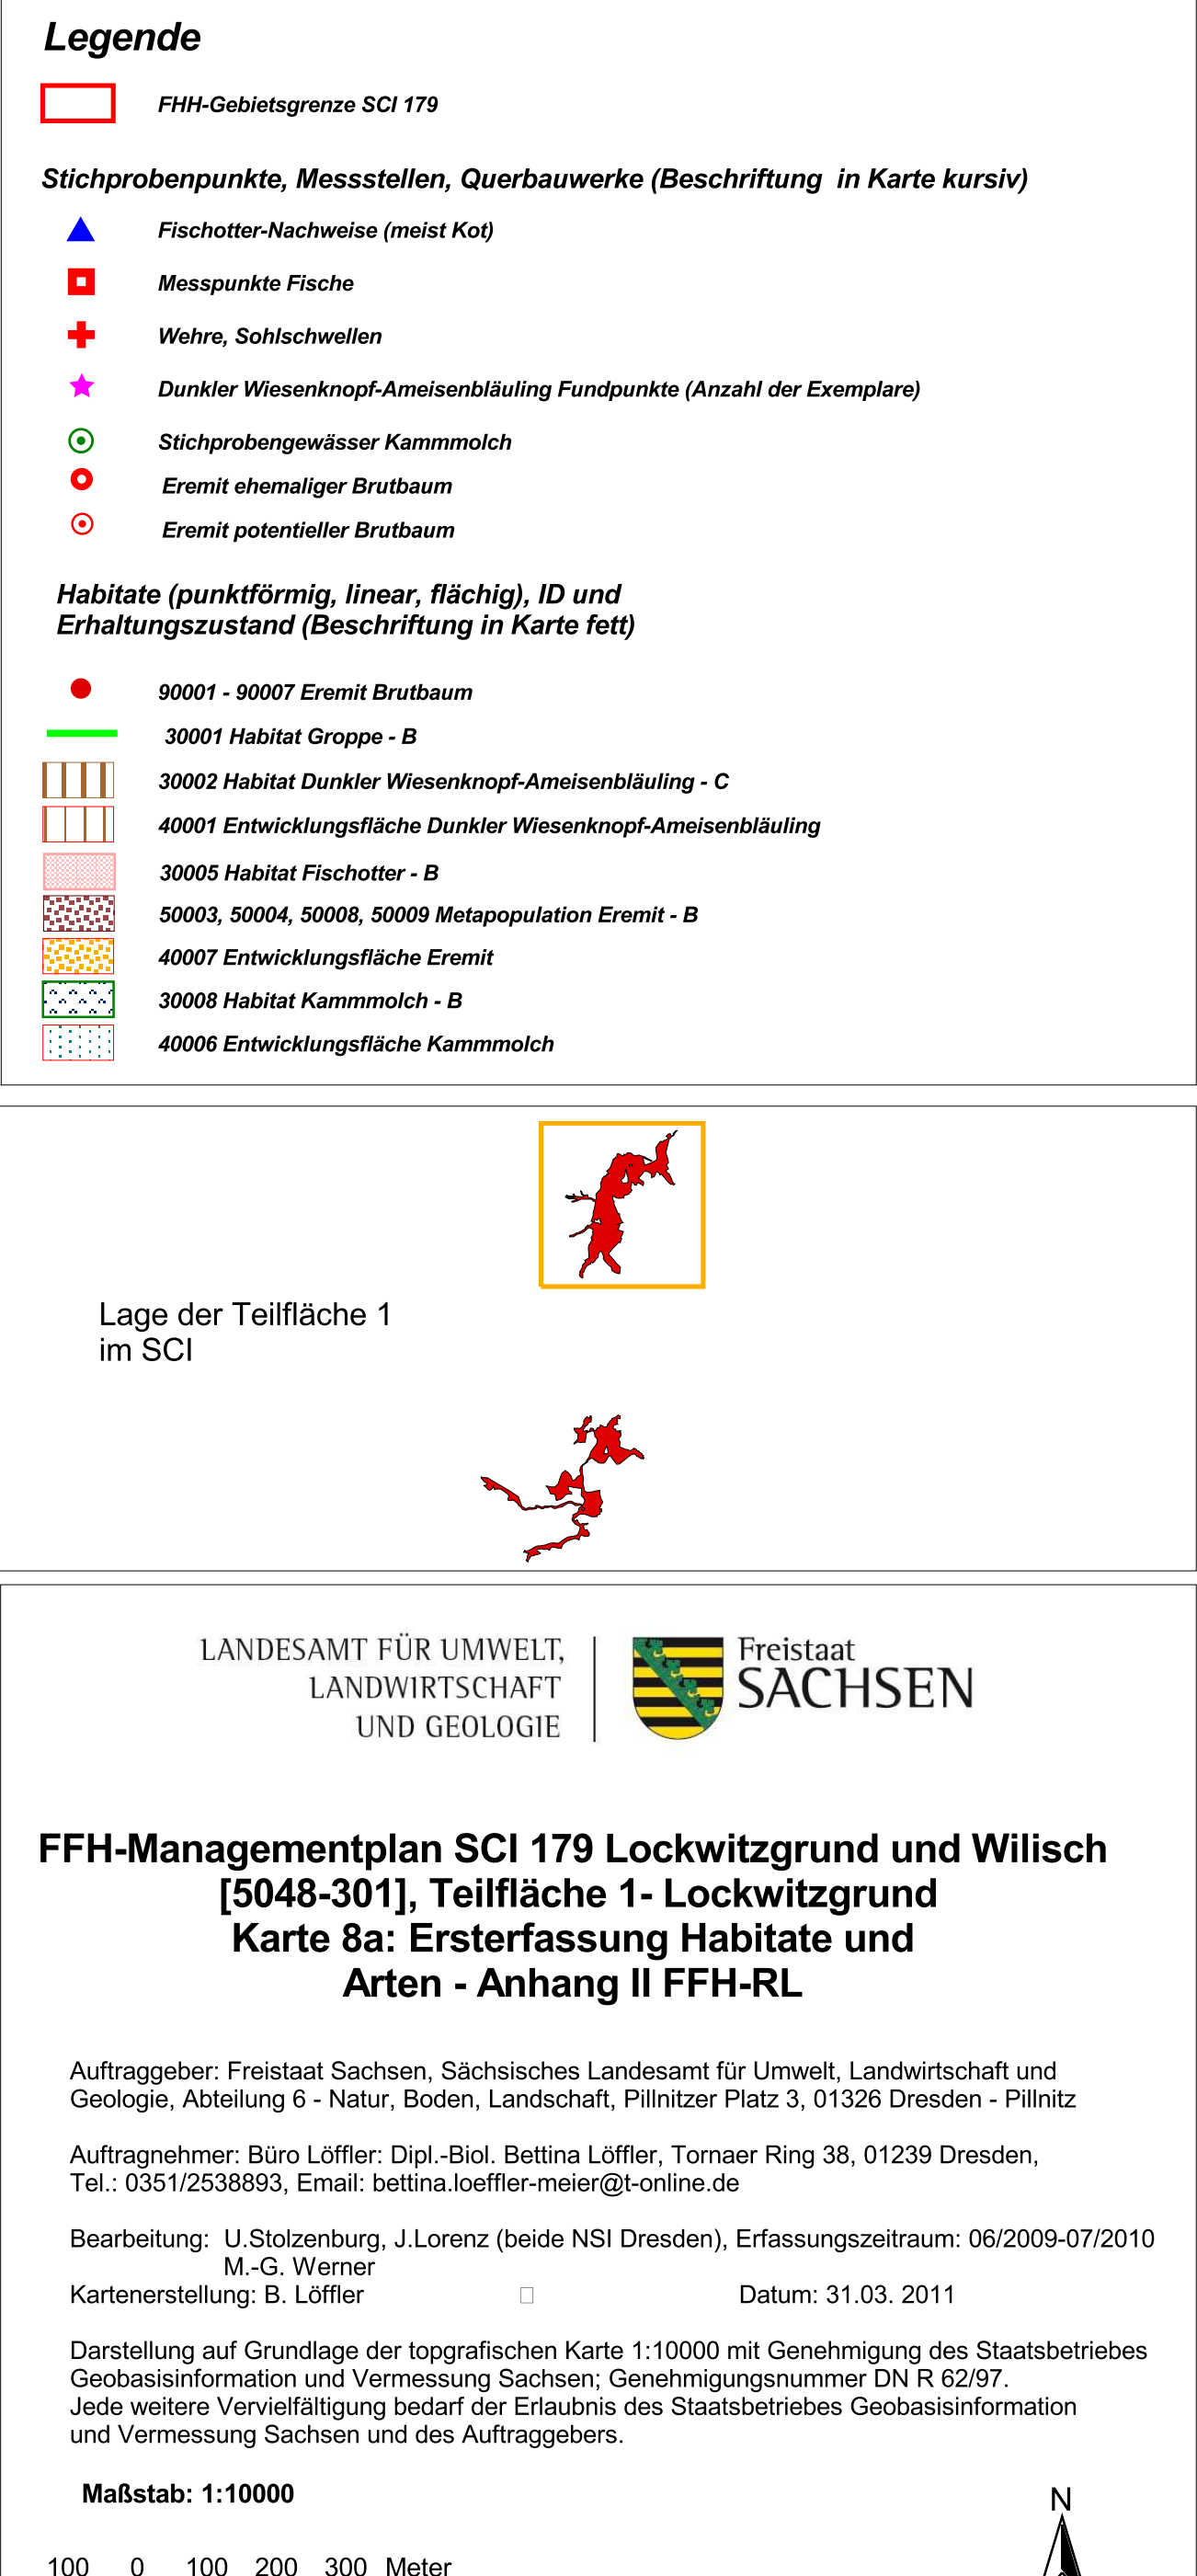 Legende
FHH-Gebietsgrenze SCI 179
Stichprobenpunkte, Messstellen, Querbauwerke (Beschriftung in Karte kursiv)
Fischotter-Nachweise (meist Kot)
Messpunkte Fische
Wehre, Sohlschwellen
Dunkler Wiesenknopf-Ameisenbläuling Fundpunkte (Anzahl der Exemplare)
Stichprobengewässer Kammmolch
Eremit ehemaliger Brutbaum
Eremit potentieller Brutbaum
Habitate (punktförmig, linear, flächig), ID und
Erhaltungszustand (Beschriftung in Karte fett)
90001 - 90007 Eremit Brutbaum
30001 Habitat Groppe - B
30002 Habitat Dunkler Wiesenknopf-Ameisenbläuling - C
40001 Entwicklungsfläche Dunkler Wiesenknopf-Ameisenbläuling
30005 Habitat Fischotter - B
50003, 50004, 50008, 50009 Metapopulation Eremit - B
40007 Entwicklungsfläche Eremit
30008 Habitat Kammmolch - B
40006 Entwicklungsfläche Kammmolch
Lage der Teilfläche 1
im SCI
LANDESAMT FÜR UMWELT,
LANDWIRTSCHAFT
UND GEOLOGIE
Freistaat
SACHSEN
FFH-Managementplan SCI 179 Lockwitzgrund und Wilisch
[5048-301], Teilfläche 1- Lockwitzgrund
Karte 8a: Ersterfassung Habitate und
Arten - Anhang II FFH-RL
Auftraggeber: Freistaat Sachsen, Sächsisches Landesamt für Umwelt, Landwirtschaft und
Geologie, Abteilung 6 - Natur, Boden, Landschaft, Pillnitzer Platz 3, 01326 Dresden - Pillnitz
Auftragnehmer: Büro Löffler: Dipl.-Biol. Bettina Löffler, Tornaer Ring 38, 01239 Dresden,
Tel.: 0351/2538893, Email: bettina.loeffler-meier@t-online.de
Bearbeitung: U.Stolzenburg, J.Lorenz (beide NSI Dresden), Erfassungszeitraum: 06/2009-07/2010
M.-G. Werner
Kartenerstellung: B. Löffler Datum: 31.03. 2011
Darstellung auf Grundlage der topgrafischen Karte 1:10000 mit Genehmigung des Staatsbetriebes
Geobasisinformation und Vermessung Sachsen; Genehmigungsnummer DN R 62/97.
Jede weitere Vervielfältigung bedarf der Erlaubnis des Staatsbetriebes Geobasisinformation
und Vermessung Sachsen und des Auftraggebers.
Maßstab: 1:10000
N
100 0 100 200 300 Meter